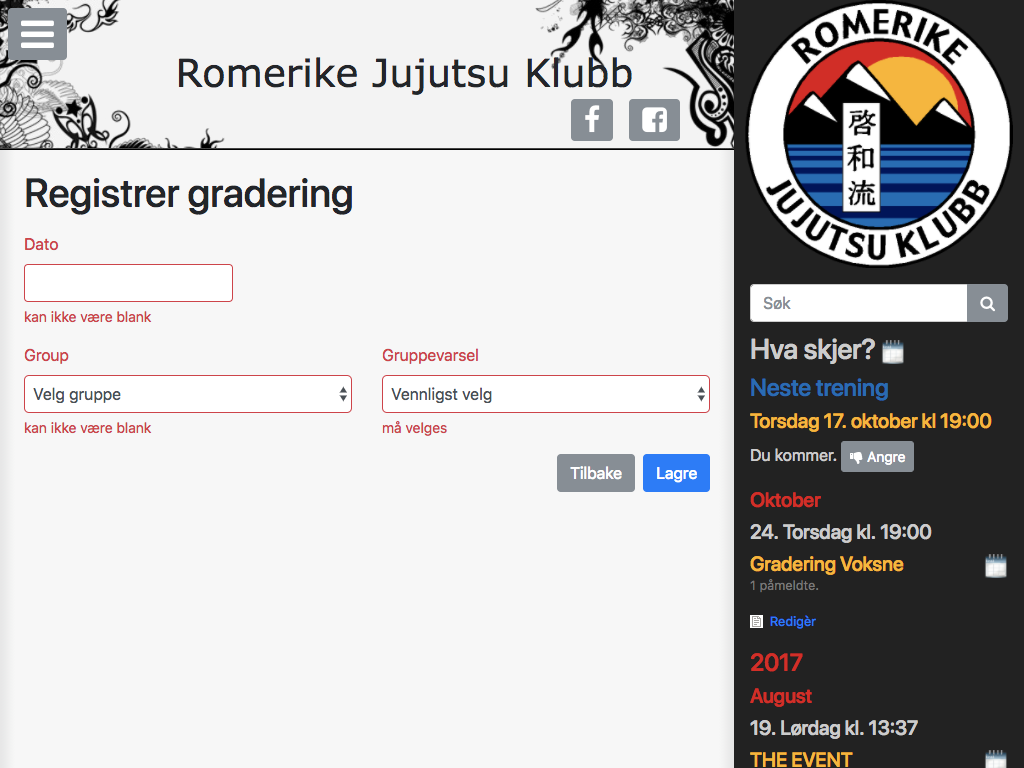 Romerike Jujutsu Klubb
Registrer gradering
Dato
kan ikke være blank
Group
Velg gruppe
kan ikke være blank
Gruppevarsel
Vennligst velg
må velges
Tilbake
Lagre
ROMERIKE
啓和流
JUJUTSU KLUBB
Søk
Hva skjer?
Neste trening
Torsdag 17. oktober kl 19:00
Du kommer.
Angre
Oktober
24. Torsdag kl. 19:00
Gradering Voksne
1 påmeldte.
Redigèr
2017
August
19. Lørdag kl. 13:37
THE EVENT